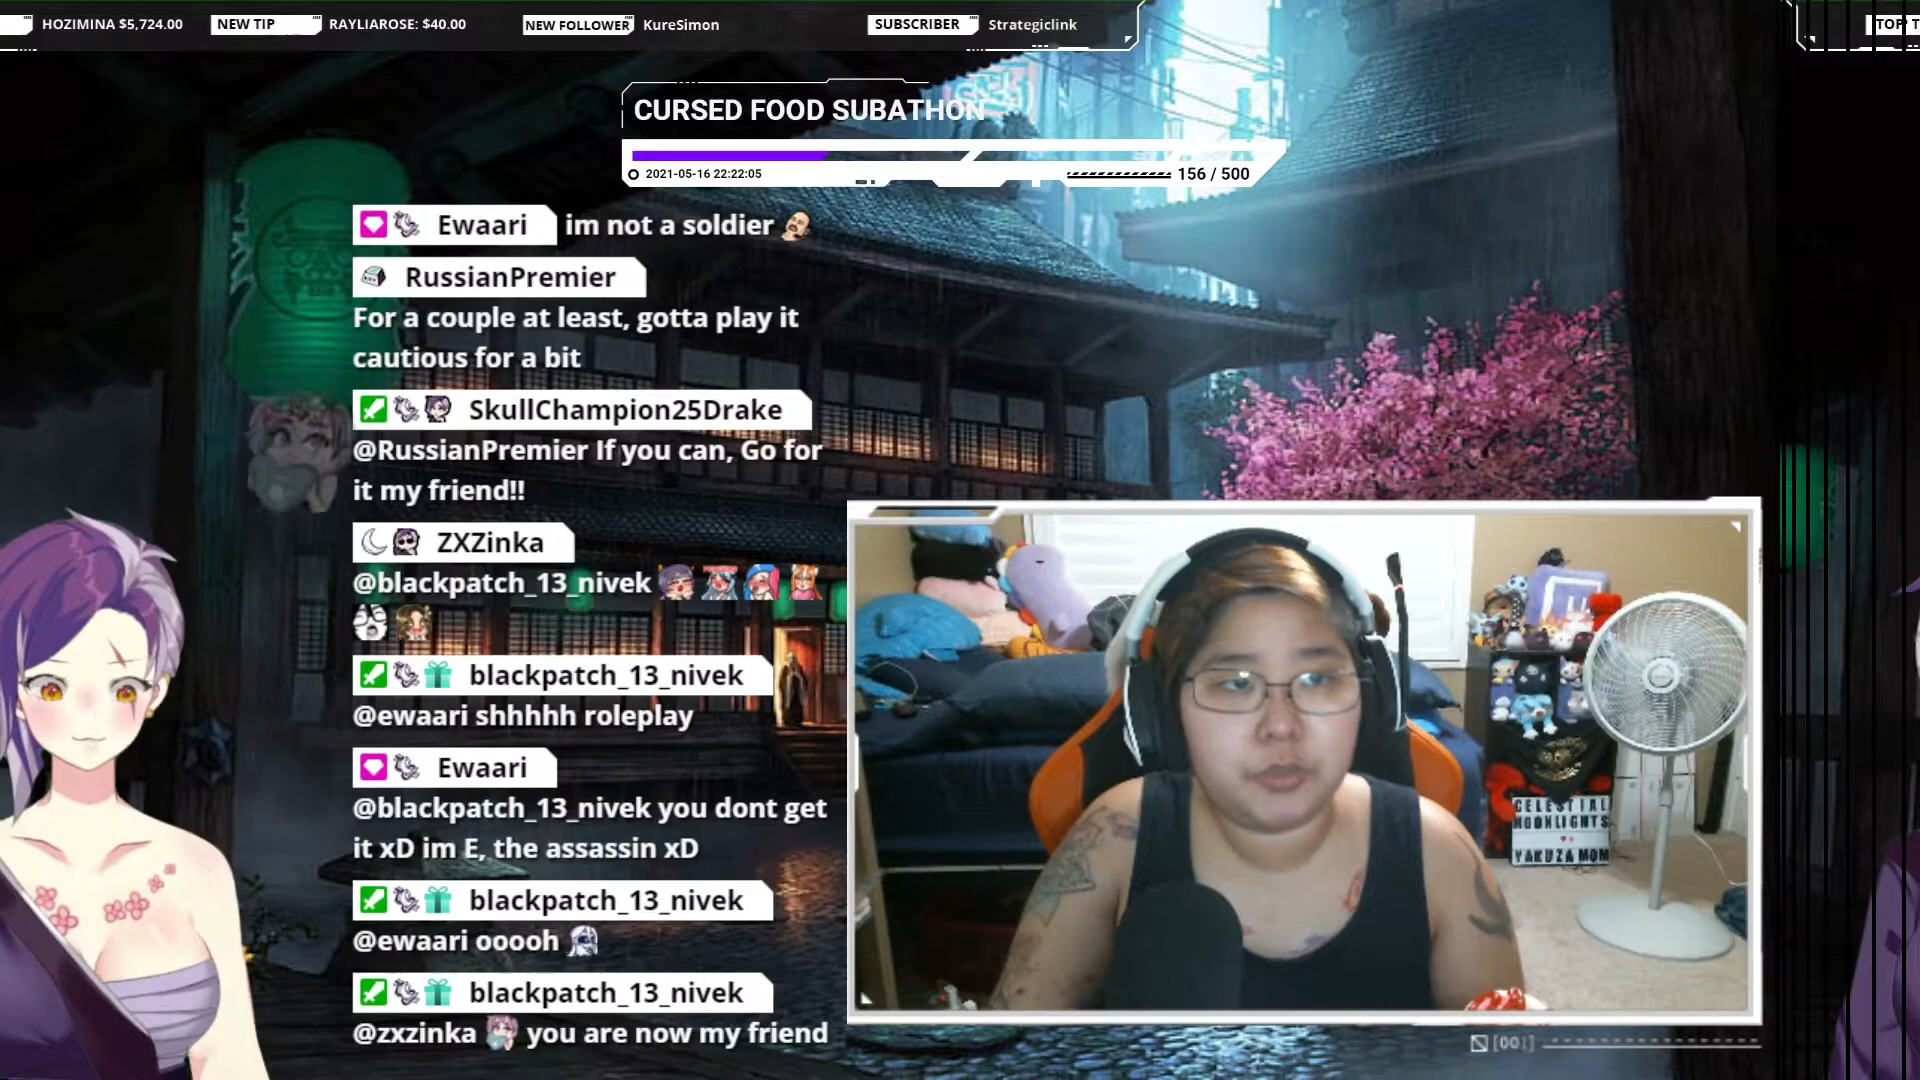 HOZIMINA $5,724.00 NEW TIP RAYLIAROSE: $40.00 NEW FOLLOWER KureSimon SUBSCRIBER Strategiclink TOP T
CURSED FOOD SUBATHON
2021-05-16 22:22:05 156 / 500
Ewaari im not a soldier
RussianPremier
For a couple at least, gotta play it
cautious for a bit
SkullChampion25Drake
@RussianPremier If you can, Go for
it my friend!!
ZXZinka
@blackpatch_13_nivek
blackpatch_13_nivek
@ewaari shhhhh roleplay
Ewaari
@blackpatch_13_nivek you dont get
it xD im E, the assassin xD
blackpatch_13_nivek
@ewaari ooooh
blackpatch_13_nivek
@zxzinka you are now my friend
CELESTIAL
MOONLIGHTS
YAKUZA MOM
[001]